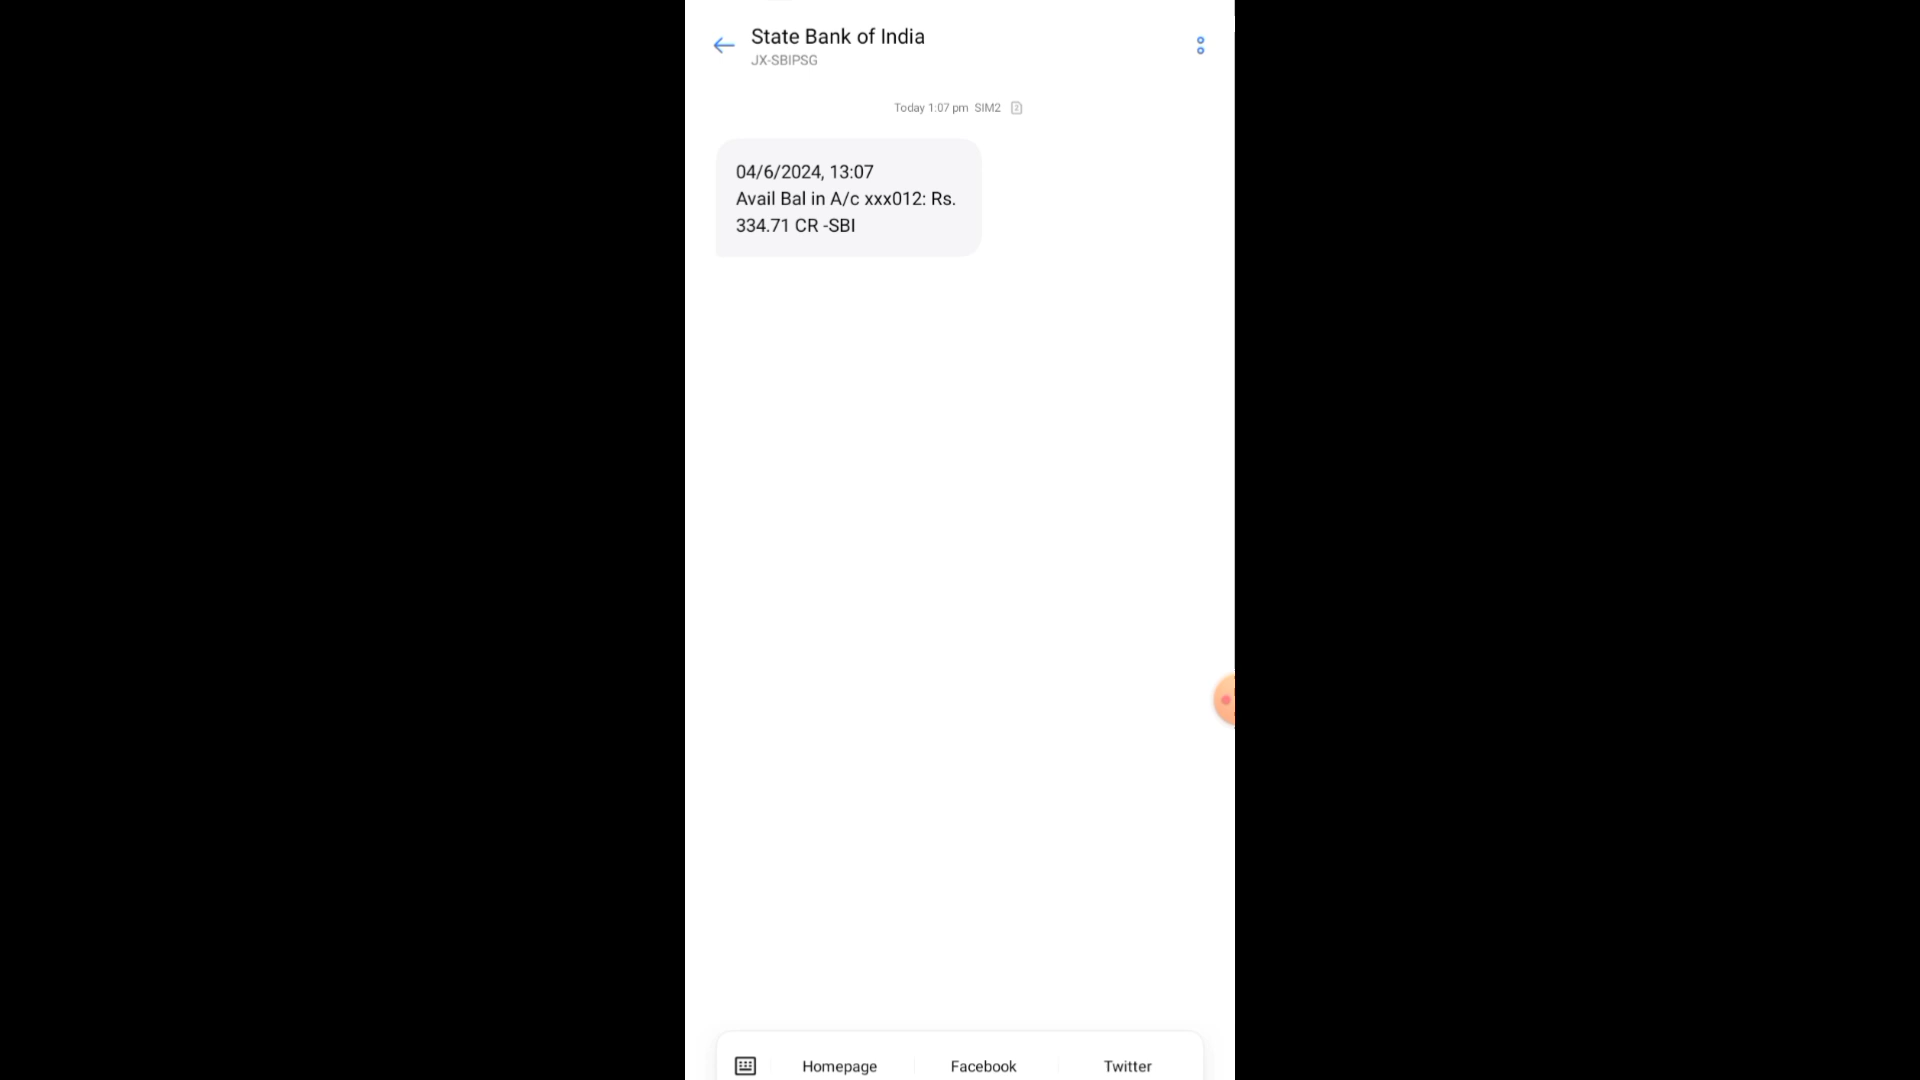 State Bank of India
JX-SBIPSG
Today 1:07 pm SIM2 2
04/6/2024, 13:07
Avail Bal in A/c xxx012: Rs.
334.71 CR -SBI
Homepage Facebook Twitter